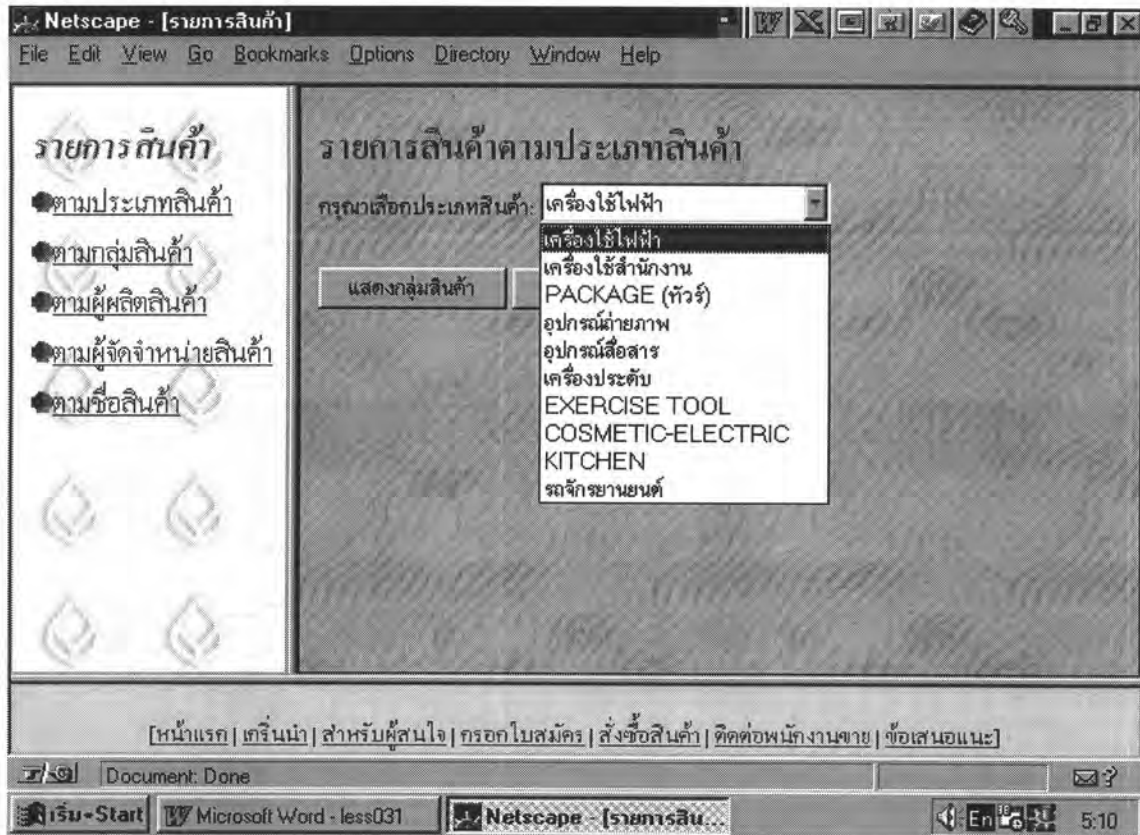 Netscape - [รายการสินค้า]
File Edit View Go Bookmarks Options Directory Window Help
รายการสินค้า
ตามประเภทสินค้า
ตามกลุ่มสินค้า
ตามผู้ผลิตสินค้า
ตามผู้จัดจำหน่ายสินค้า
ตามชื่อสินค้า
รายการสินค้าตามประเภทสินค้า
กรุณาเลือกประเภทสินค้า: เครื่องใช้ไฟฟ้า
เครื่องใช้ไฟฟ้า
เครื่องใช้สำนักงาน
PACKAGE (ทัวร์)
อุปกรณ์ถ่ายภาพ
อุปกรณ์สื่อสาร
เครื่องประดับ
EXERCISE TOOL
COSMETIC-ELECTRIC
KITCHEN
รถจักรยานยนต์
แสดงกลุ่มสินค้า
[หน้าแรก | เกริ่นนำ | สำหรับผู้สนใจ | กรอกใบสมัคร | สั่งซื้อสินค้า | ติดต่อพนักงานขาย | ข้อเสนอแนะ]
Document: Done
เริ่ม-Start Microsoft Word - less031 Netscape - [รายการสิน... En 5:10